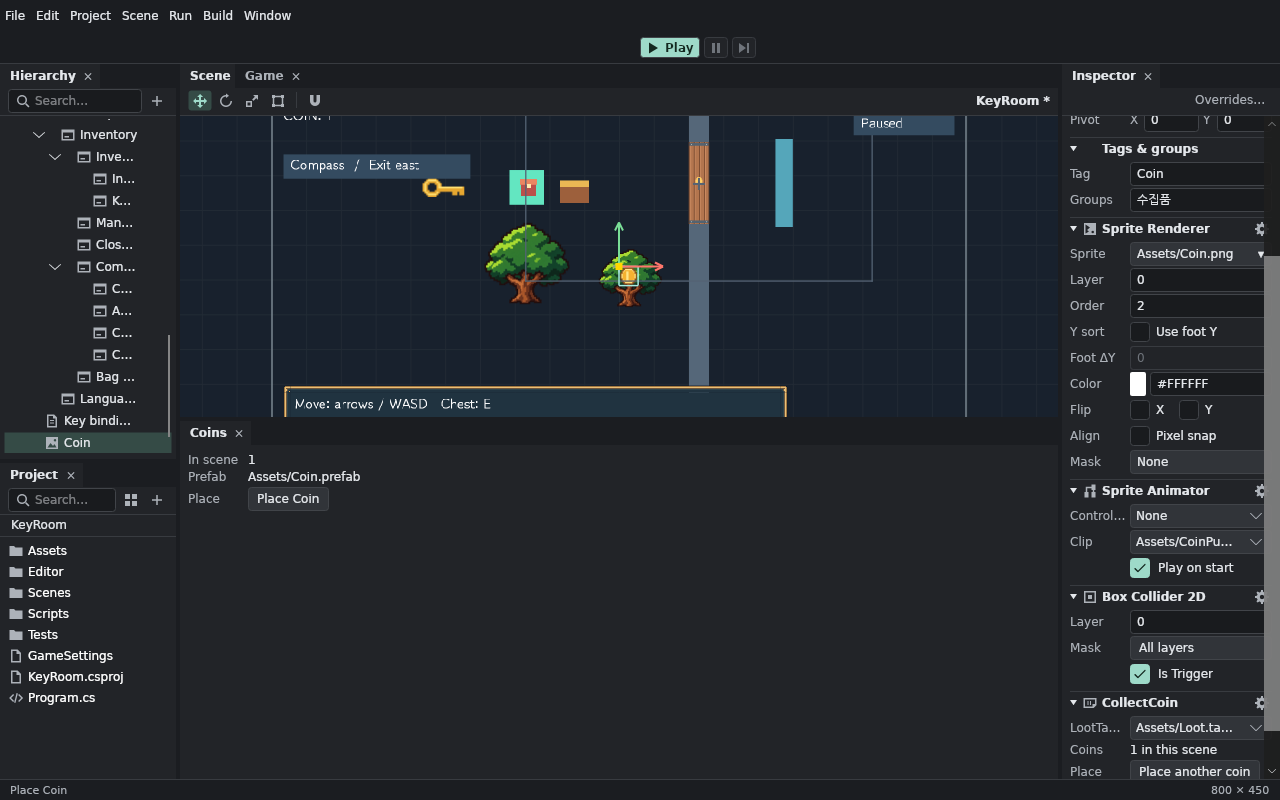 File Edit Project Scene Run Build Window
Play
Hierarchy
Search...
Inventory
Inve...
In...
K...
Man...
Clos...
Com...
C...
A...
C...
C...
Bag ...
Langua...
Key bindi...
Coin
Project
Search...
KeyRoom
Assets
Editor
Scenes
Scripts
Tests
GameSettings
KeyRoom.csproj
Program.cs
Scene Game
KeyRoom *
Paused
Compass / Exit east
Move: arrows / WASD Chest: E
Coins
In scene 1
Prefab Assets/Coin.prefab
Place Place Coin
Inspector
Overrides...
Pivot X 0 Y 0
Tags & groups
Tag Coin
Groups 수집품
Sprite Renderer
Sprite Assets/Coin.png
Layer 0
Order 2
Y sort Use foot Y
Foot ΔY 0
Color #FFFFFF
Flip X Y
Align Pixel snap
Mask None
Sprite Animator
Control... None
Clip Assets/CoinPu...
Play on start
Box Collider 2D
Layer 0
Mask All layers
Is Trigger
CollectCoin
LootTa... Assets/Loot.ta...
Coins 1 in this scene
Place Place another coin
Place Coin
800 × 450